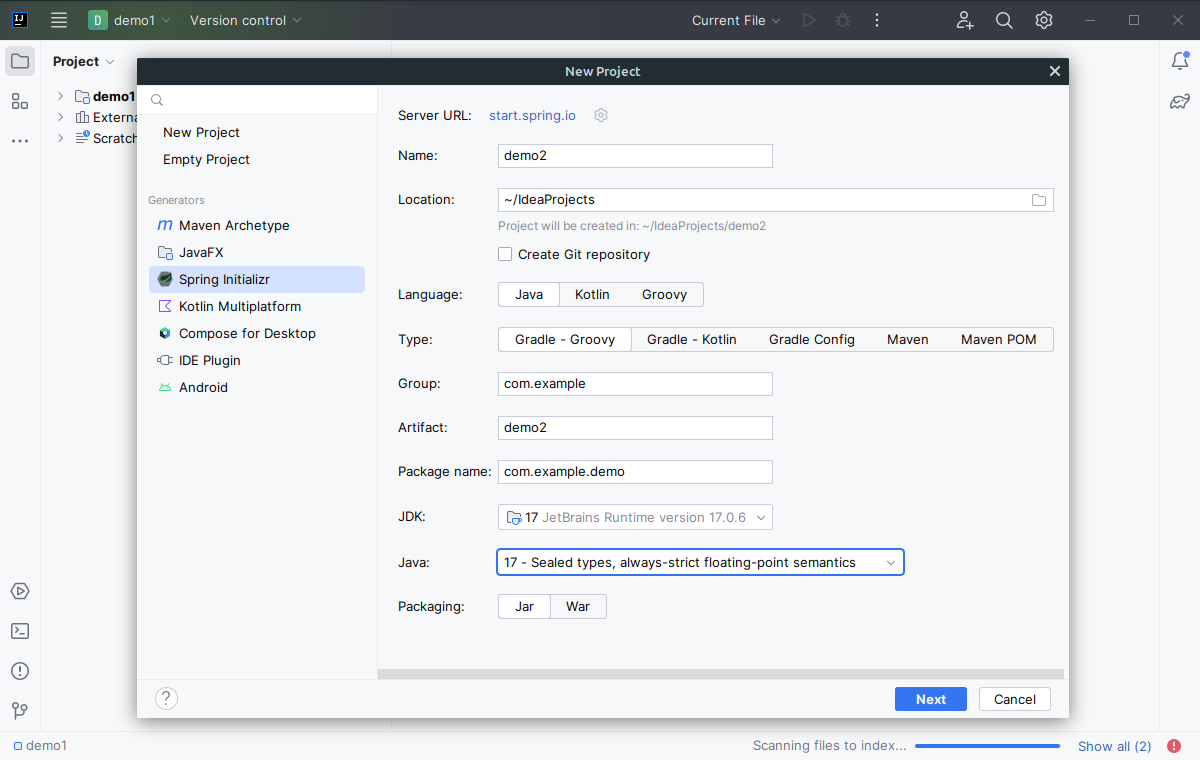 D demo1 Version control Current File
Project
demo1
Externa
Scratch
New Project
New Project
Empty Project
Generators
Maven Archetype
JavaFX
Spring Initializr
Kotlin Multiplatform
Compose for Desktop
IDE Plugin
Android
Server URL: start.spring.io
Name: demo2
Location: ~/IdeaProjects
Project will be created in: ~/IdeaProjects/demo2
Create Git repository
Language: Java Kotlin Groovy
Type: Gradle - Groovy Gradle - Kotlin Gradle Config Maven Maven POM
Group: com.example
Artifact: demo2
Package name: com.example.demo
JDK: 17 JetBrains Runtime version 17.0.6
Java: 17 - Sealed types, always-strict floating-point semantics
Packaging: Jar War
? Next Cancel
demo1 Scanning files to index... Show all (2)